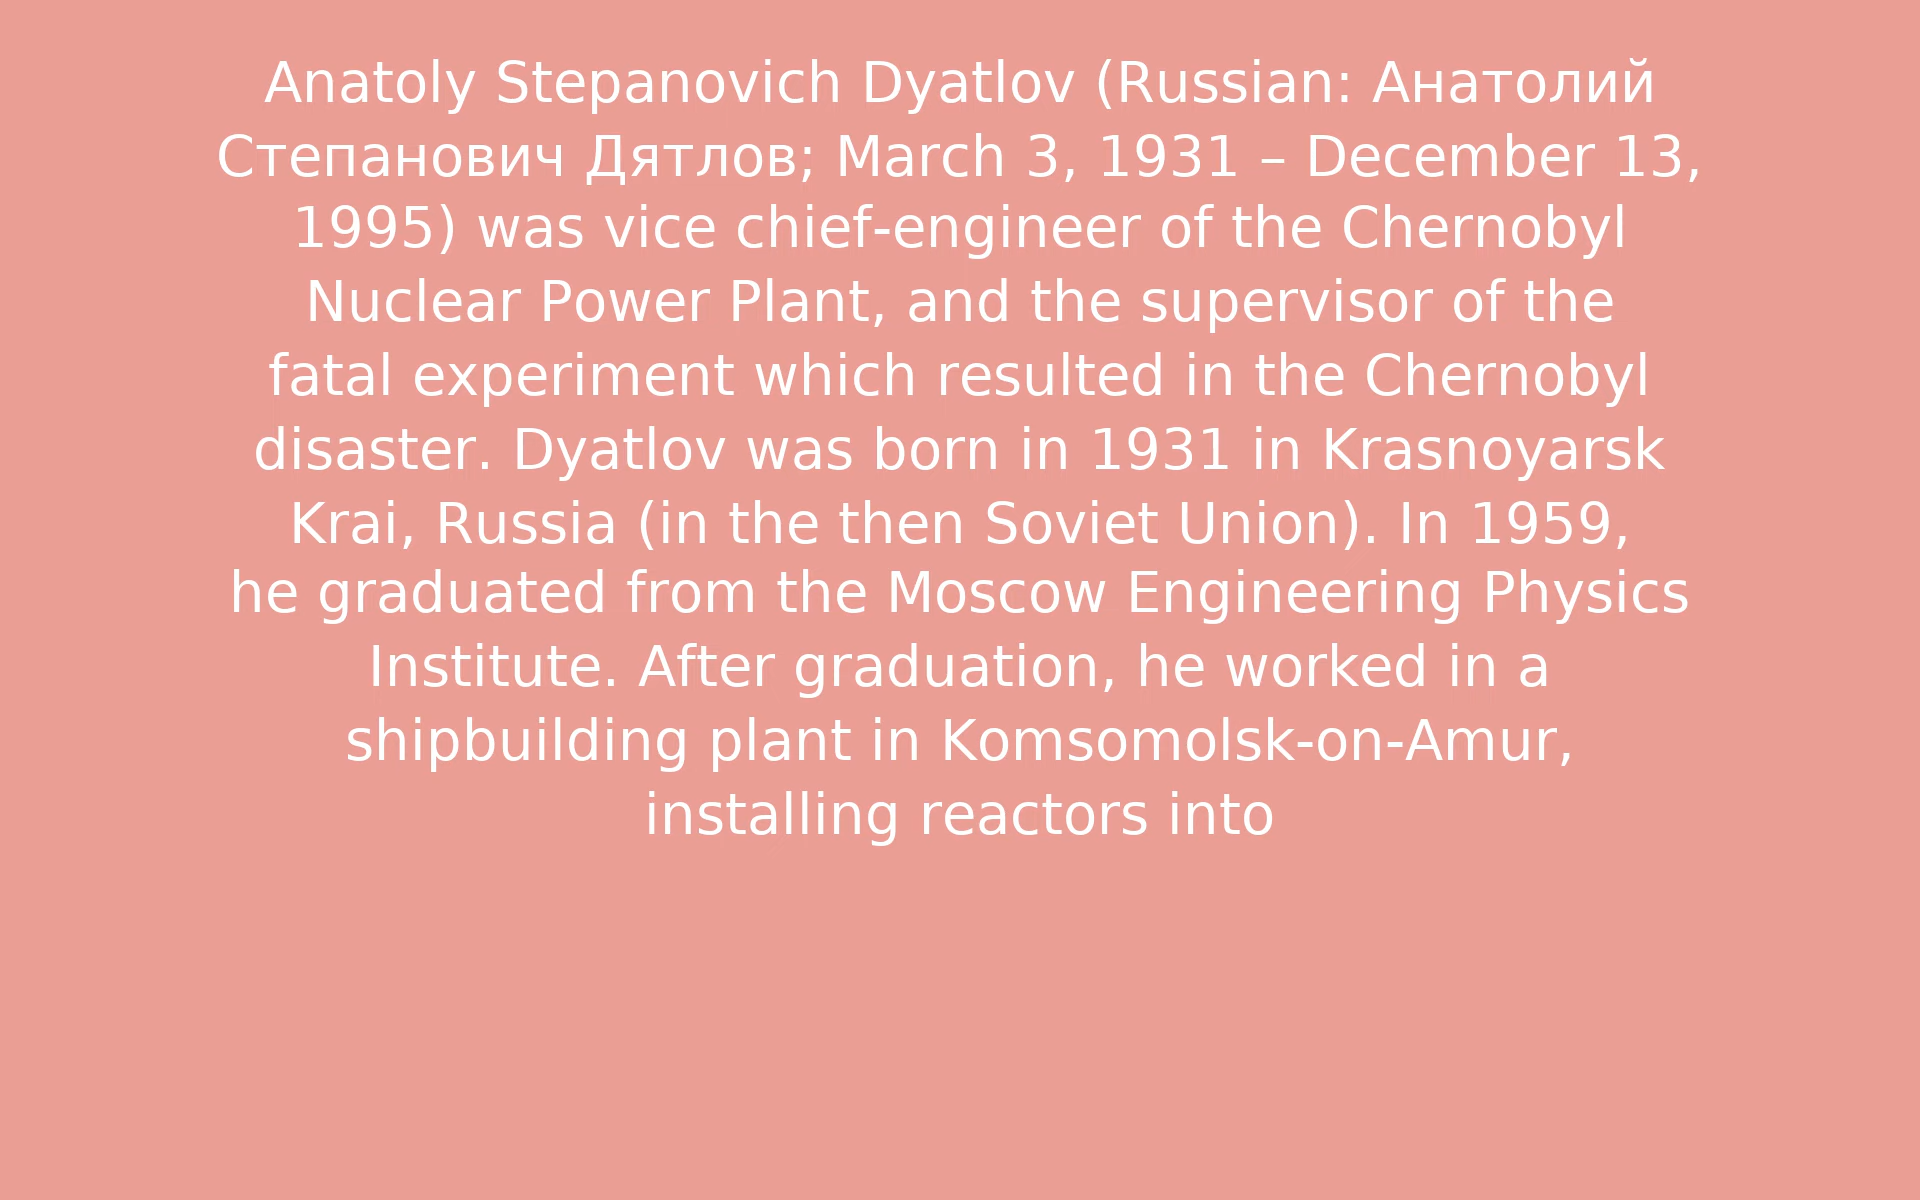 Anatoly Stepanovich Dyatlov (Russian: Анатолий
Степанович Дятлов; March 3, 1931 – December 13,
1995) was vice chief-engineer of the Chernobyl
Nuclear Power Plant, and the supervisor of the
fatal experiment which resulted in the Chernobyl
disaster. Dyatlov was born in 1931 in Krasnoyarsk
Krai, Russia (in the then Soviet Union). In 1959,
he graduated from the Moscow Engineering Physics
Institute. After graduation, he worked in a
shipbuilding plant in Komsomolsk-on-Amur,
installing reactors into